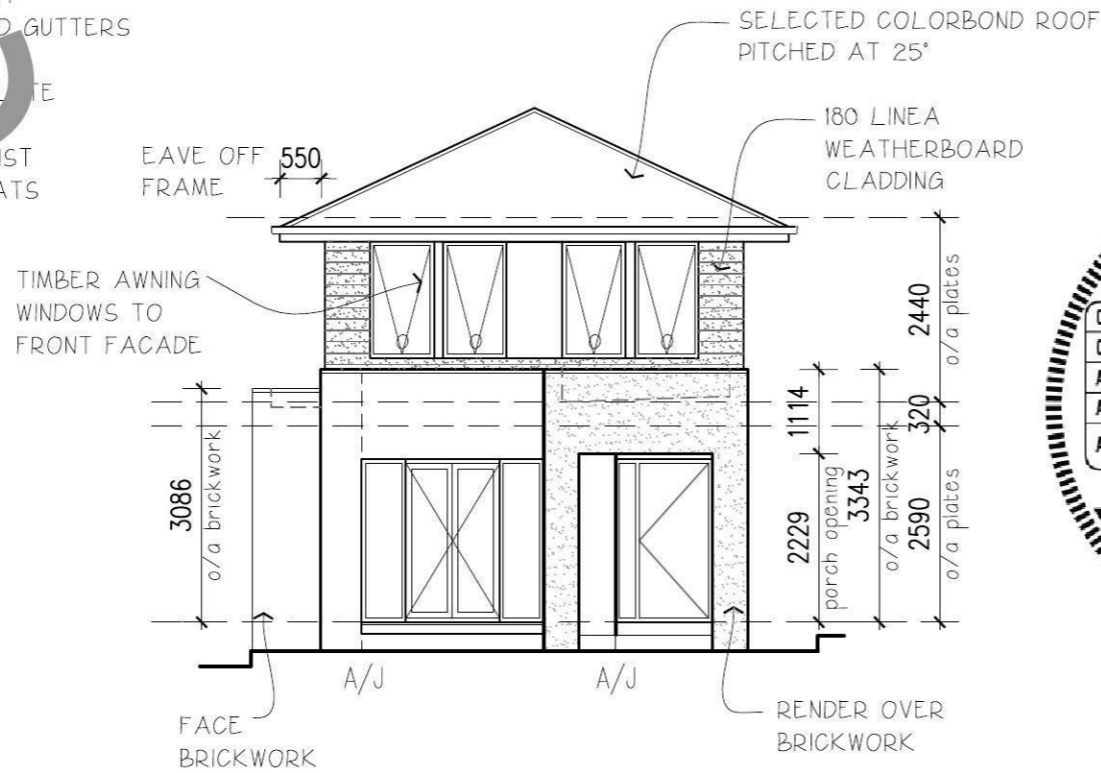 GUTTERS
SELECTED COLORBOND ROOF
PITCHED AT 25°
180 LINEA
WEATHERBOARD
CLADDING
EAVE OFF 550
FRAME
TIMBER AWNING
WINDOWS TO
FRONT FACADE
2440
o/a plates
320
1114
3086
o/a brickwork
2229
porch opening
3343
o/a brickwork
2590
o/a plates
A/J
A/J
FACE
BRICKWORK
RENDER OVER
BRICKWORK